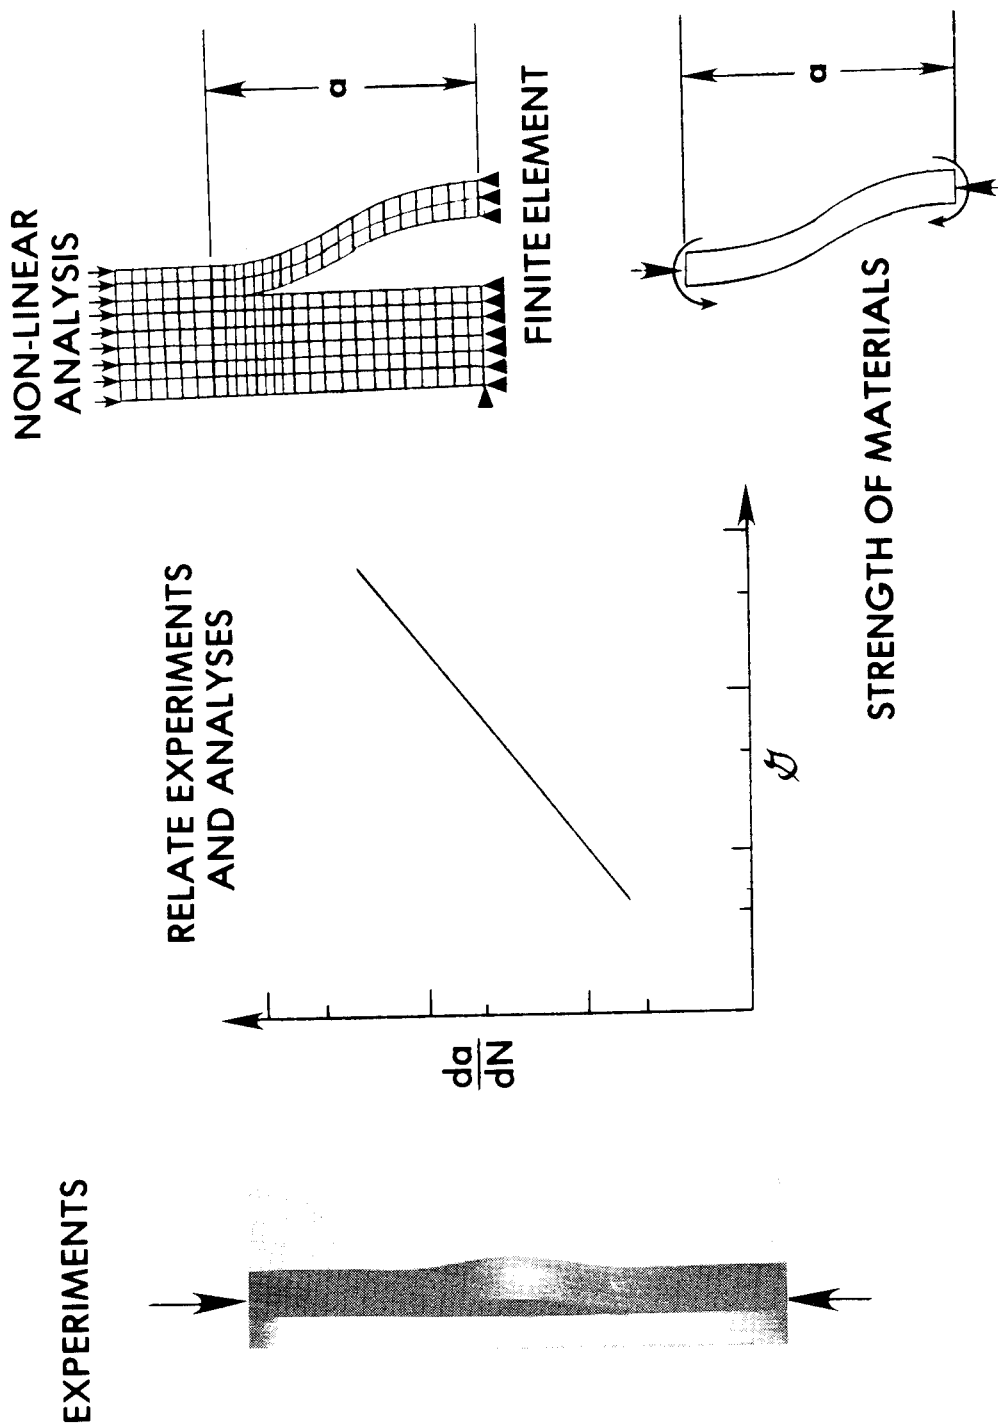 EXPERIMENTS
RELATE EXPERIMENTS
AND ANALYSES
da
dN
G
NON-LINEAR
ANALYSIS
a
FINITE ELEMENT
a
STRENGTH OF MATERIALS